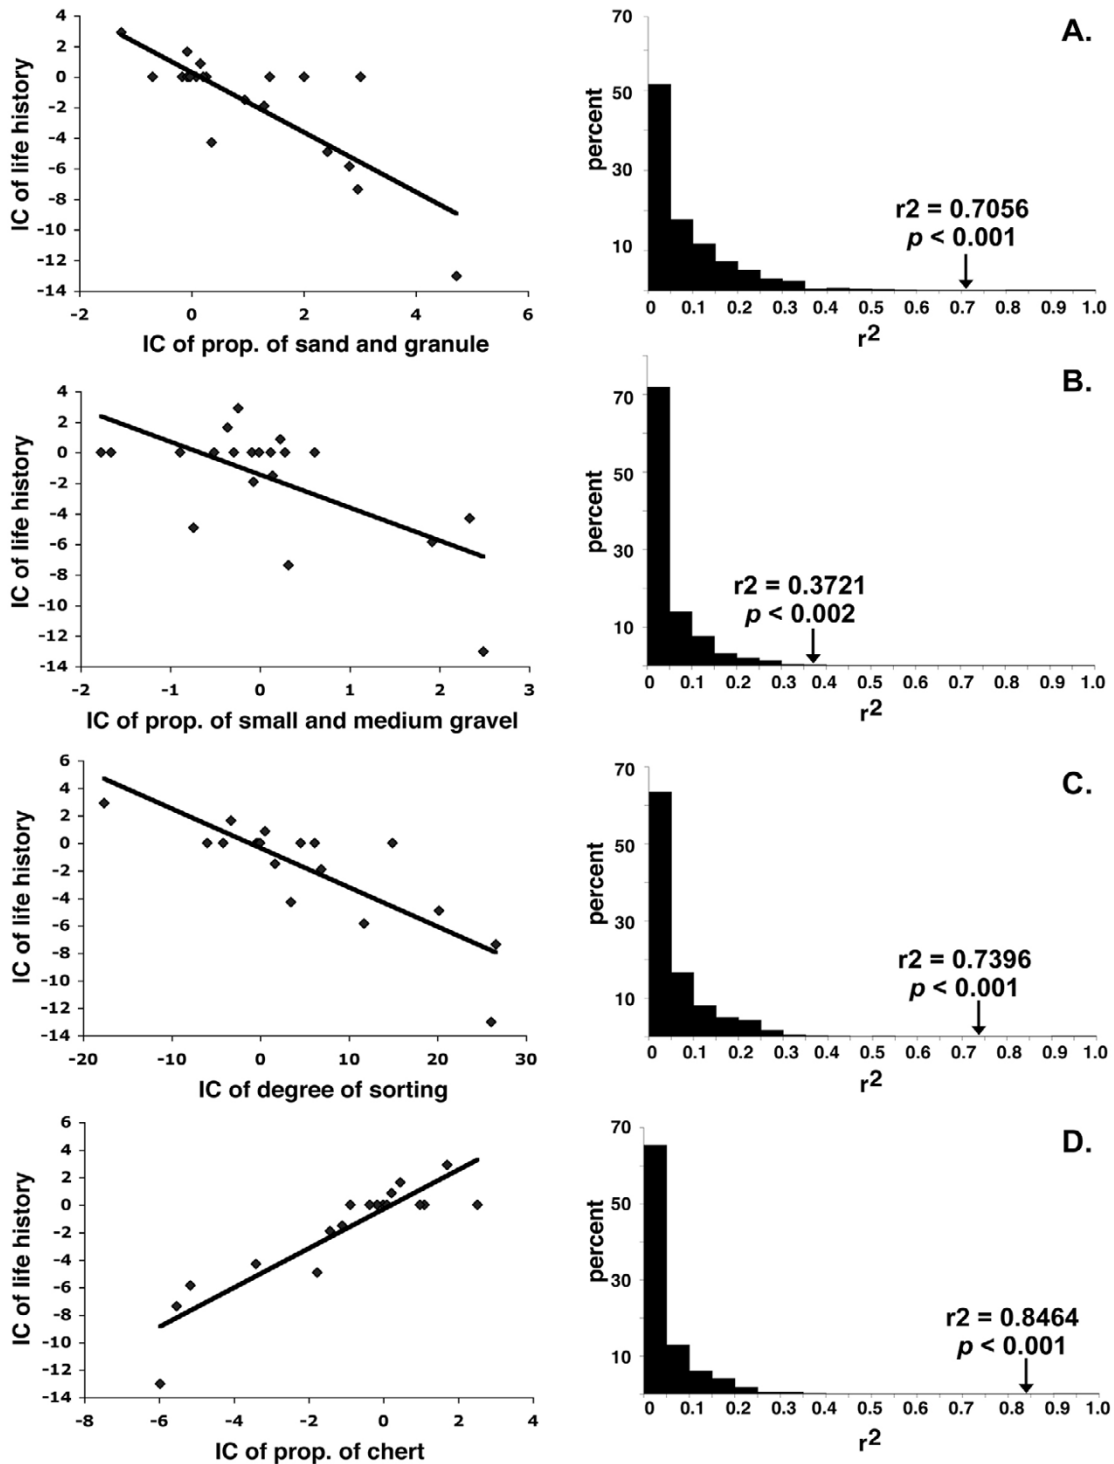 4
2
0
-2
-4
-6
-8
-10
-12
-14
-2 0 2 4 6
IC of life history
IC of prop. of sand and granule
A.
70
50
30
10
percent
r2 = 0.7056
p < 0.001
0 0.1 0.2 0.3 0.4 0.5 0.6 0.7 0.8 0.9 1.0
r2
4
2
0
-2
-4
-6
-8
-10
-12
-14
-2 -1 0 1 2 3
IC of life history
IC of prop. of small and medium gravel
B.
70
50
30
10
percent
r2 = 0.3721
p < 0.002
0 0.1 0.2 0.3 0.4 0.5 0.6 0.7 0.8 0.9 1.0
r2
6
4
2
0
-2
-4
-6
-8
-10
-12
-14
-20 -10 0 10 20 30
IC of life history
IC of degree of sorting
C.
70
50
30
10
percent
r2 = 0.7396
p < 0.001
0 0.1 0.2 0.3 0.4 0.5 0.6 0.7 0.8 0.9 1.0
r2
6
4
2
0
-2
-4
-6
-8
-10
-12
-14
-8 -6 -4 -2 0 2 4
IC of life history
IC of prop. of chert
D.
70
50
30
10
percent
r2 = 0.8464
p < 0.001
0 0.1 0.2 0.3 0.4 0.5 0.6 0.7 0.8 0.9 1.0
r2